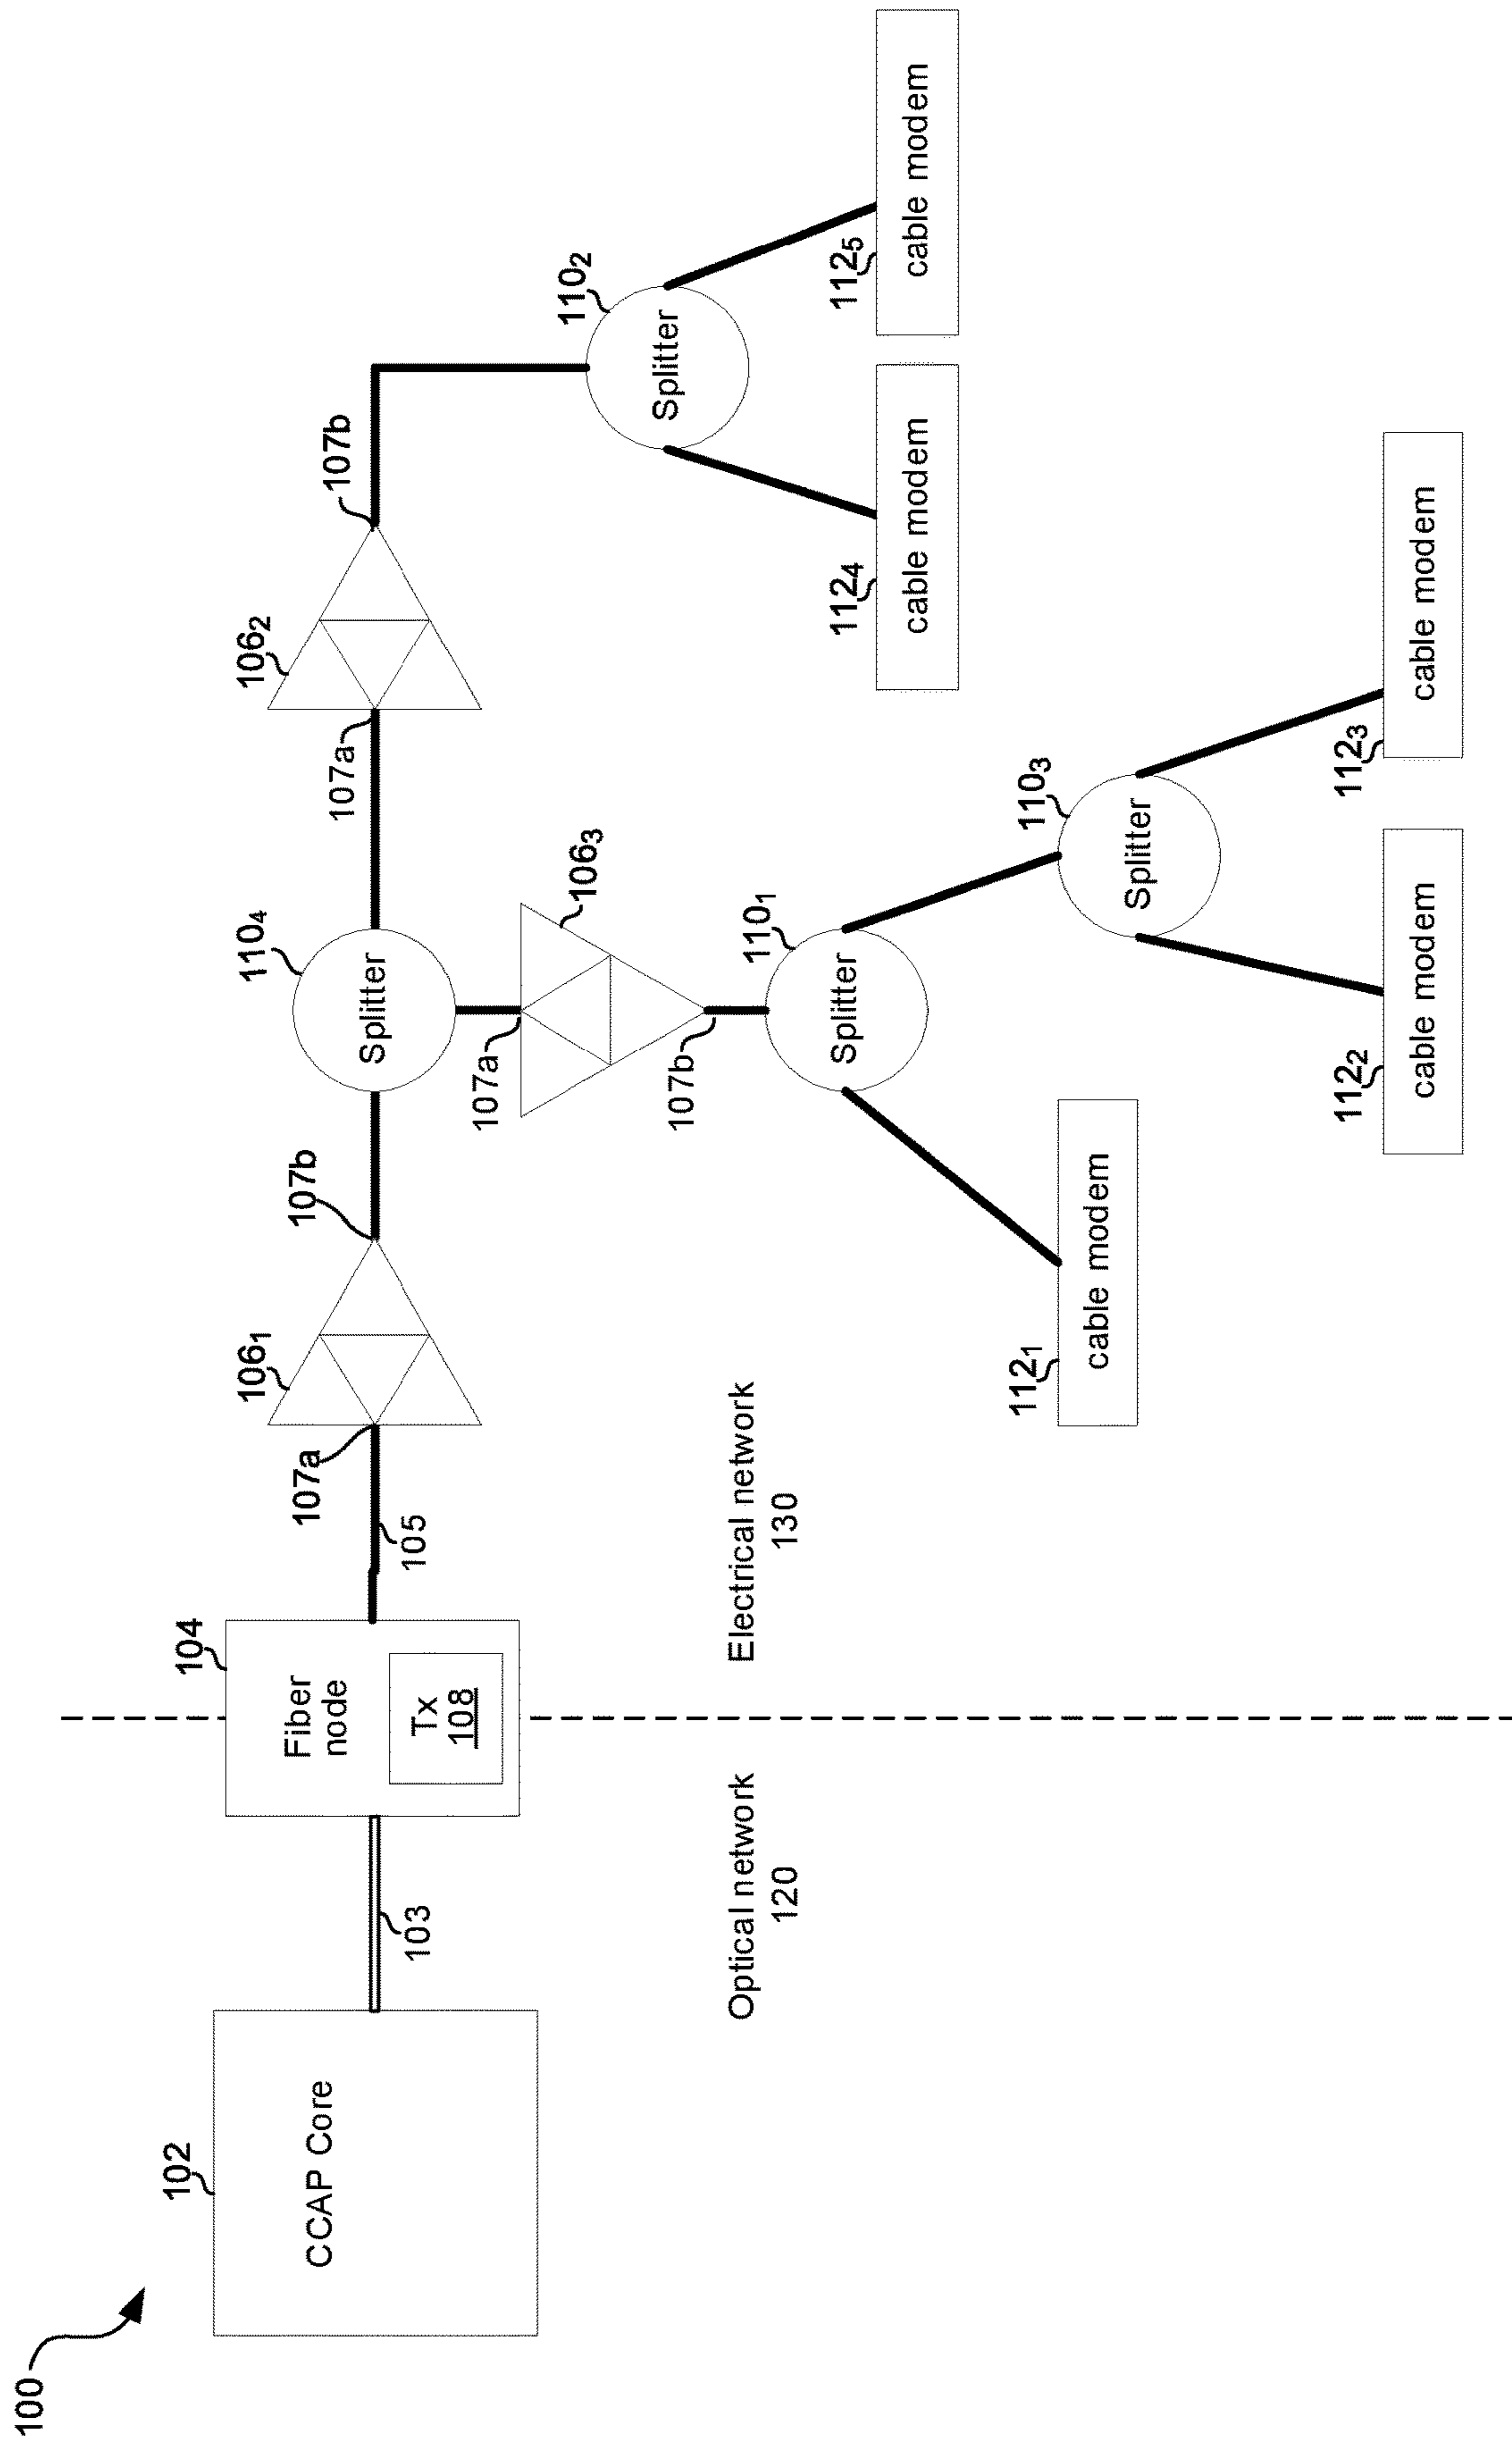 100
102
CCAP Core
103
104
Fiber
node
Tx
108
105
107a
106₁
107b
110₄
Splitter
107a
106₂
107b
110₂
Splitter
112₄
cable modem
112₅
cable modem
107a
106₃
107b
110₁
Splitter
110₃
Splitter
112₁
cable modem
112₂
cable modem
112₃
cable modem
Optical network
120
Electrical network
130